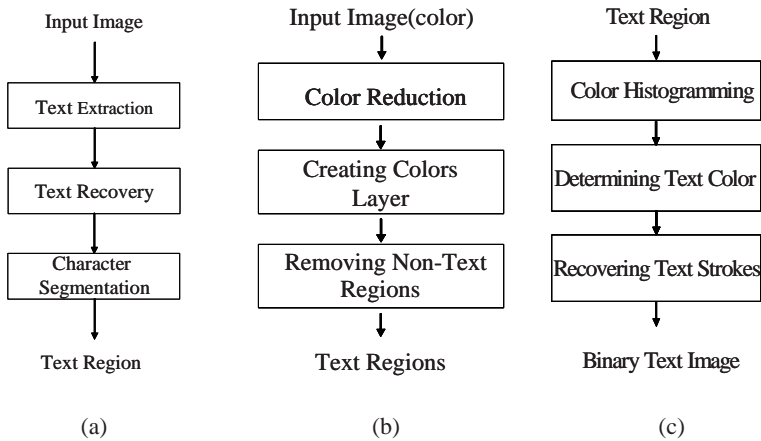 Input Image
Text Extraction
Text Recovery
Character
Segmentation
Text Region
(a)
Input Image(color)
Color Reduction
Creating Colors
Layer
Removing Non-Text
Regions
Text Regions
(b)
Text Region
Color Histogramming
Determining Text Color
Recovering Text Strokes
Binary Text Image
(c)